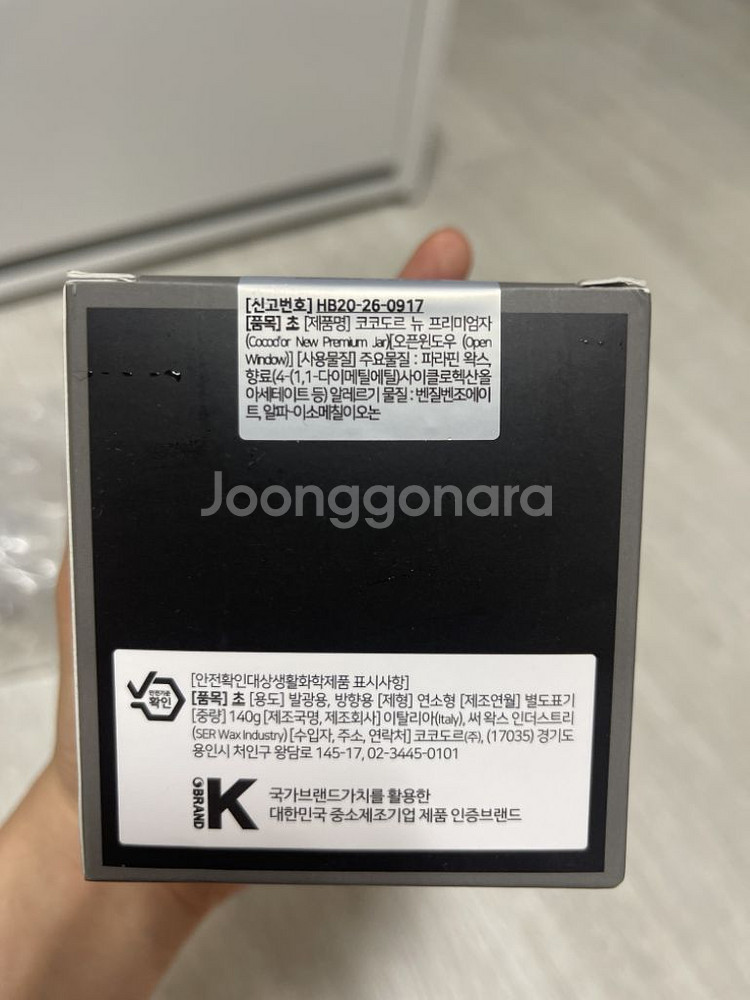 [신고번호] HB20-26-0917
[품목] 초 [제품명] 코코도르 뉴 프리미엄자
(Cocod'or New Premium Jar)[오픈윈도우 (Open
Window)] [사용물질] 주요물질 : 파라핀 왁스,
향료(4-(1,1-다이메틸에틸)사이클로헥산올
아세테이트 등) 알레르기 물질 : 벤질벤조에이
트, 알파-이소메칠이오논
Joonggonara
[안전확인대상생활화학제품 표시사항]
안전기준
확인
[품목] 초 [용도] 발광용, 방향용 [제형] 연소형 [제조연월] 별도표기
[중량] 140g [제조국명, 제조회사] 이탈리아(Italy), 써 왁스 인더스트리
(SER Wax Industry) [수입자, 주소, 연락처] 코코도르㈜, (17035) 경기도
용인시 처인구 왕담로 145-17, 02-3445-0101
BRAND K
국가브랜드가치를 활용한
대한민국 중소제조기업 제품 인증브랜드